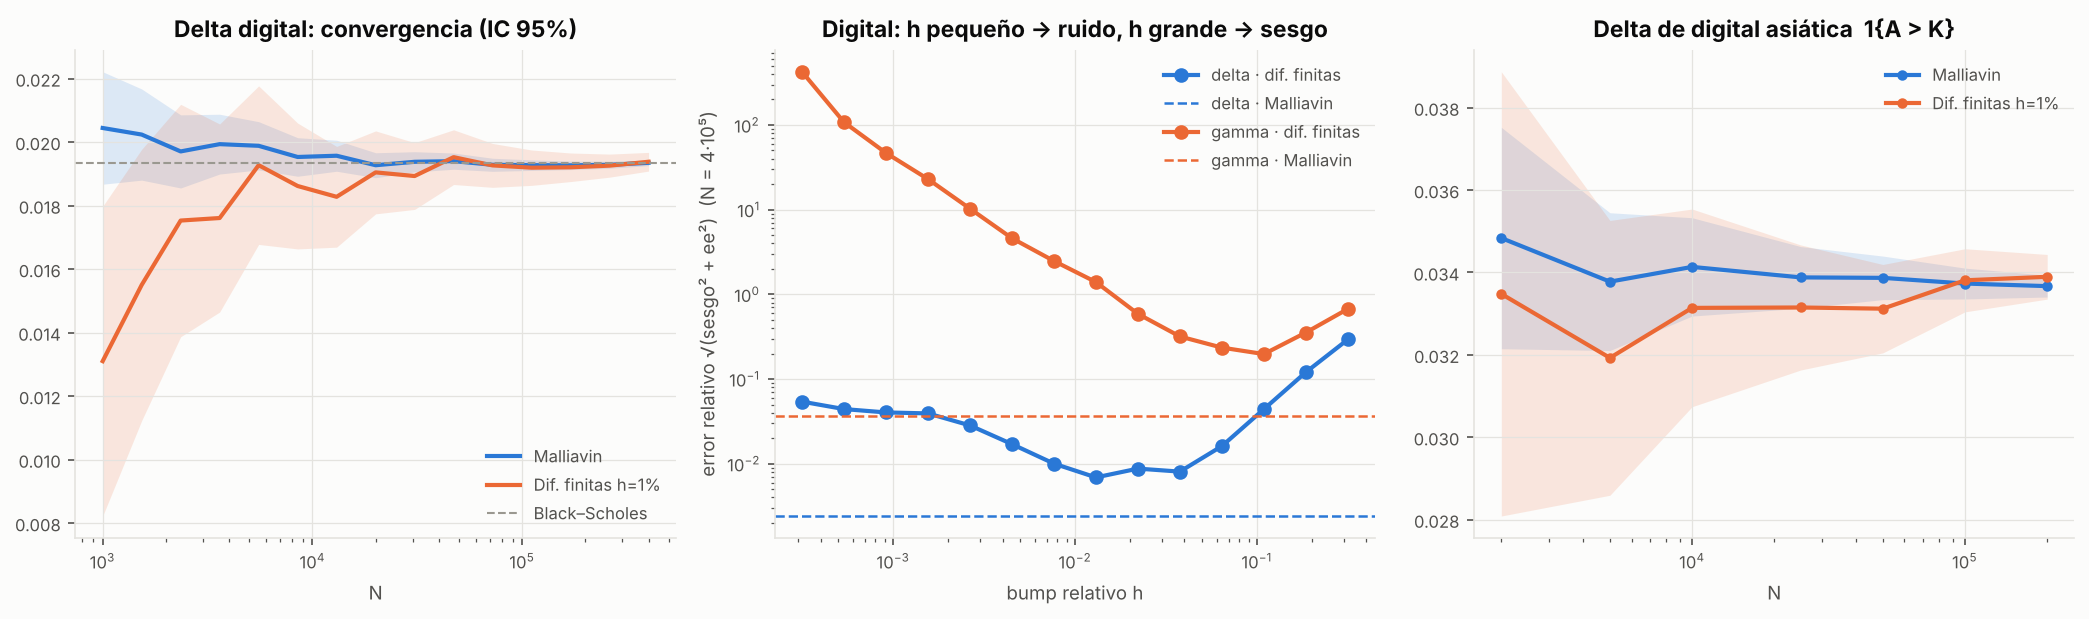 Delta digital: convergencia (IC 95%)
0.022
0.020
0.018
0.016
0.014
0.012
0.010
0.008
10³
10⁴
10⁵
N
Malliavin
Dif. finitas h=1%
Black–Scholes
Digital: h pequeño → ruido, h grande → sesgo
error relativo √(sesgo² + ee²) (N = 4·10⁵)
10²
10¹
10⁰
10⁻¹
10⁻²
10⁻³
10⁻²
10⁻¹
bump relativo h
delta · dif. finitas
delta · Malliavin
gamma · dif. finitas
gamma · Malliavin
Delta de digital asiática 1{A > K}
0.038
0.036
0.034
0.032
0.030
0.028
10⁴
10⁵
N
Malliavin
Dif. finitas h=1%